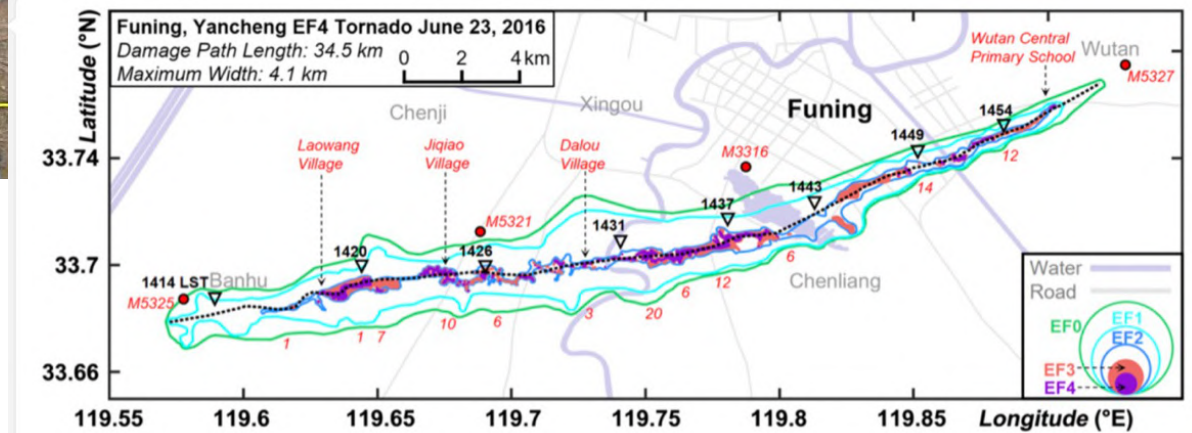 Funing, Yancheng EF4 Tornado June 23, 2016
Damage Path Length: 34.5 km
Maximum Width: 4.1 km
0 2 4 km
Latitude (°N)
33.74
33.7
33.66
Wutan Central
Primary School
Wutan
M5327
Chenji
Xingou
Funing
1454
1449
Laowang
Village
Jiqiao
Village
Dalou
Village
M3316
12
14
1443
1437
M5321
1431
1420
1426
1414 LST
Banhu
M5325
6
Chenliang
12
6
20
3
6
10
7
1
1
Water
Road
EF0
EF1
EF2
EF3
EF4
119.55
119.6
119.65
119.7
119.75
119.8
119.85
Longitude (°E)